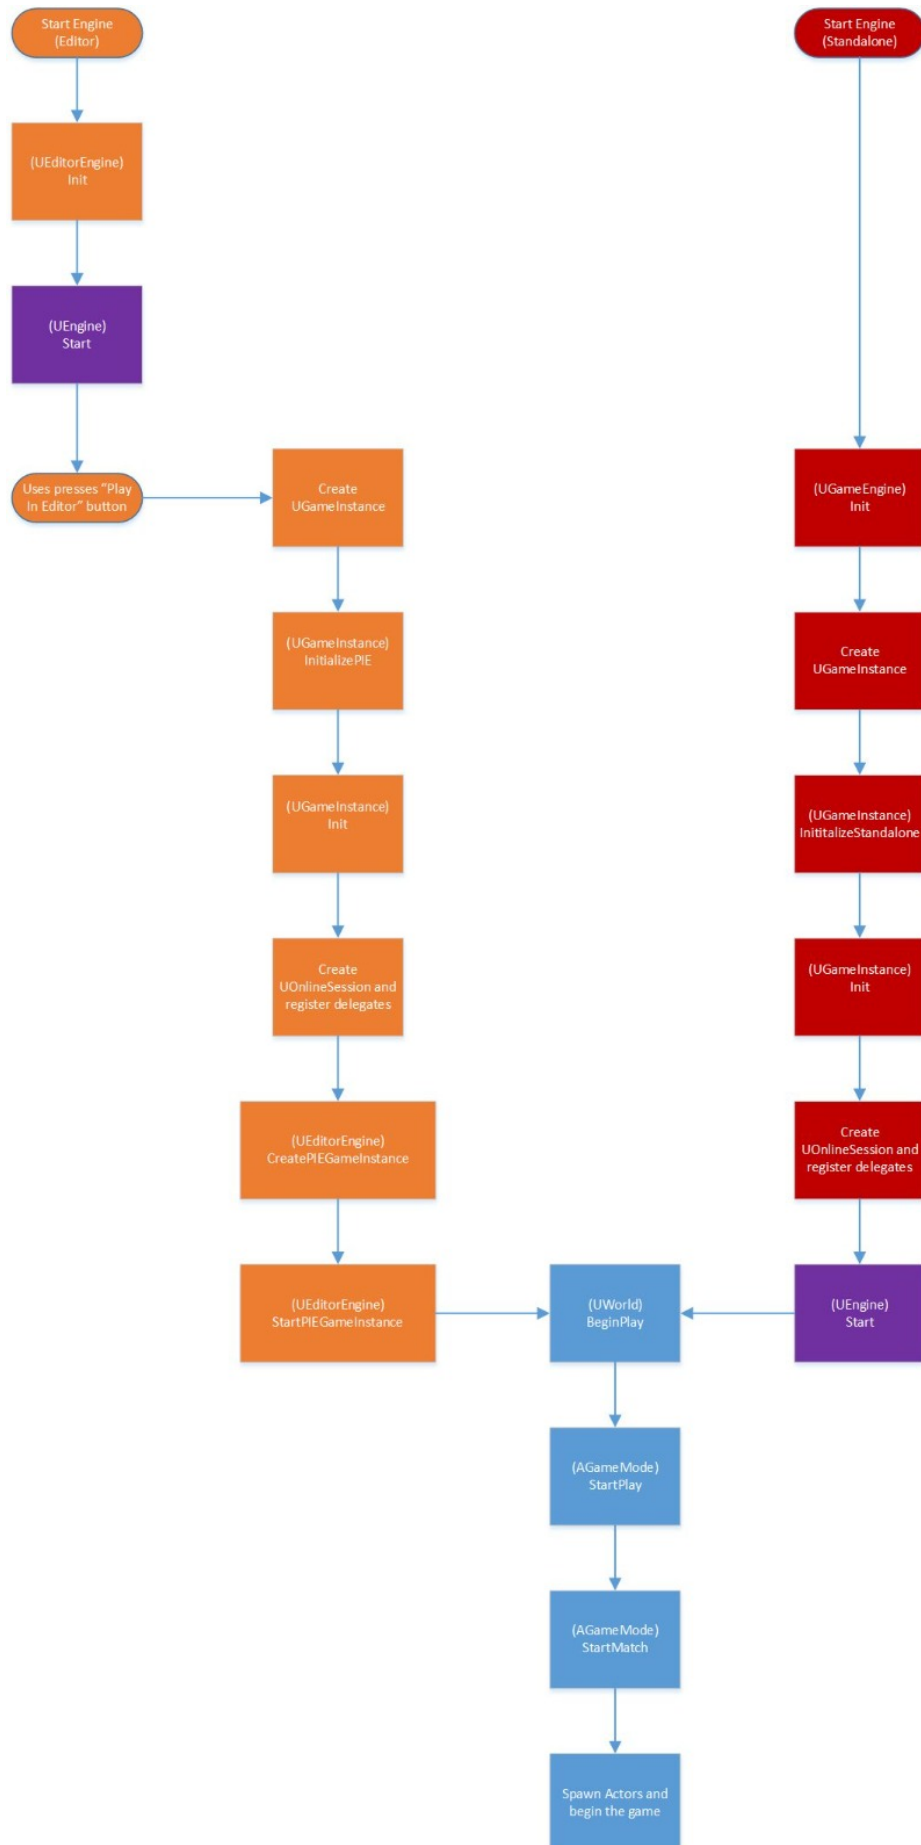 Start Engine
(Editor)
(UEditorEngine)
Init
(UEngine)
Start
Uses presses "Play
In Editor" button
Create
UGameInstance
(UGameInstance)
InitializePIE
(UGameInstance)
Init
Create
UOnlineSession and
register delegates
(UEditorEngine)
CreatePIEGameInstance
(UEditorEngine)
StartPIEGameInstance
Start Engine
(Standalone)
(UGameEngine)
Init
Create
UGameInstance
(UGameInstance)
InititalizeStandalone
(UGameInstance)
Init
Create
UOnlineSession and
register delegates
(UEngine)
Start
(UWorld)
BeginPlay
(AGameMode)
StartPlay
(AGameMode)
StartMatch
Spawn Actors and
begin the game